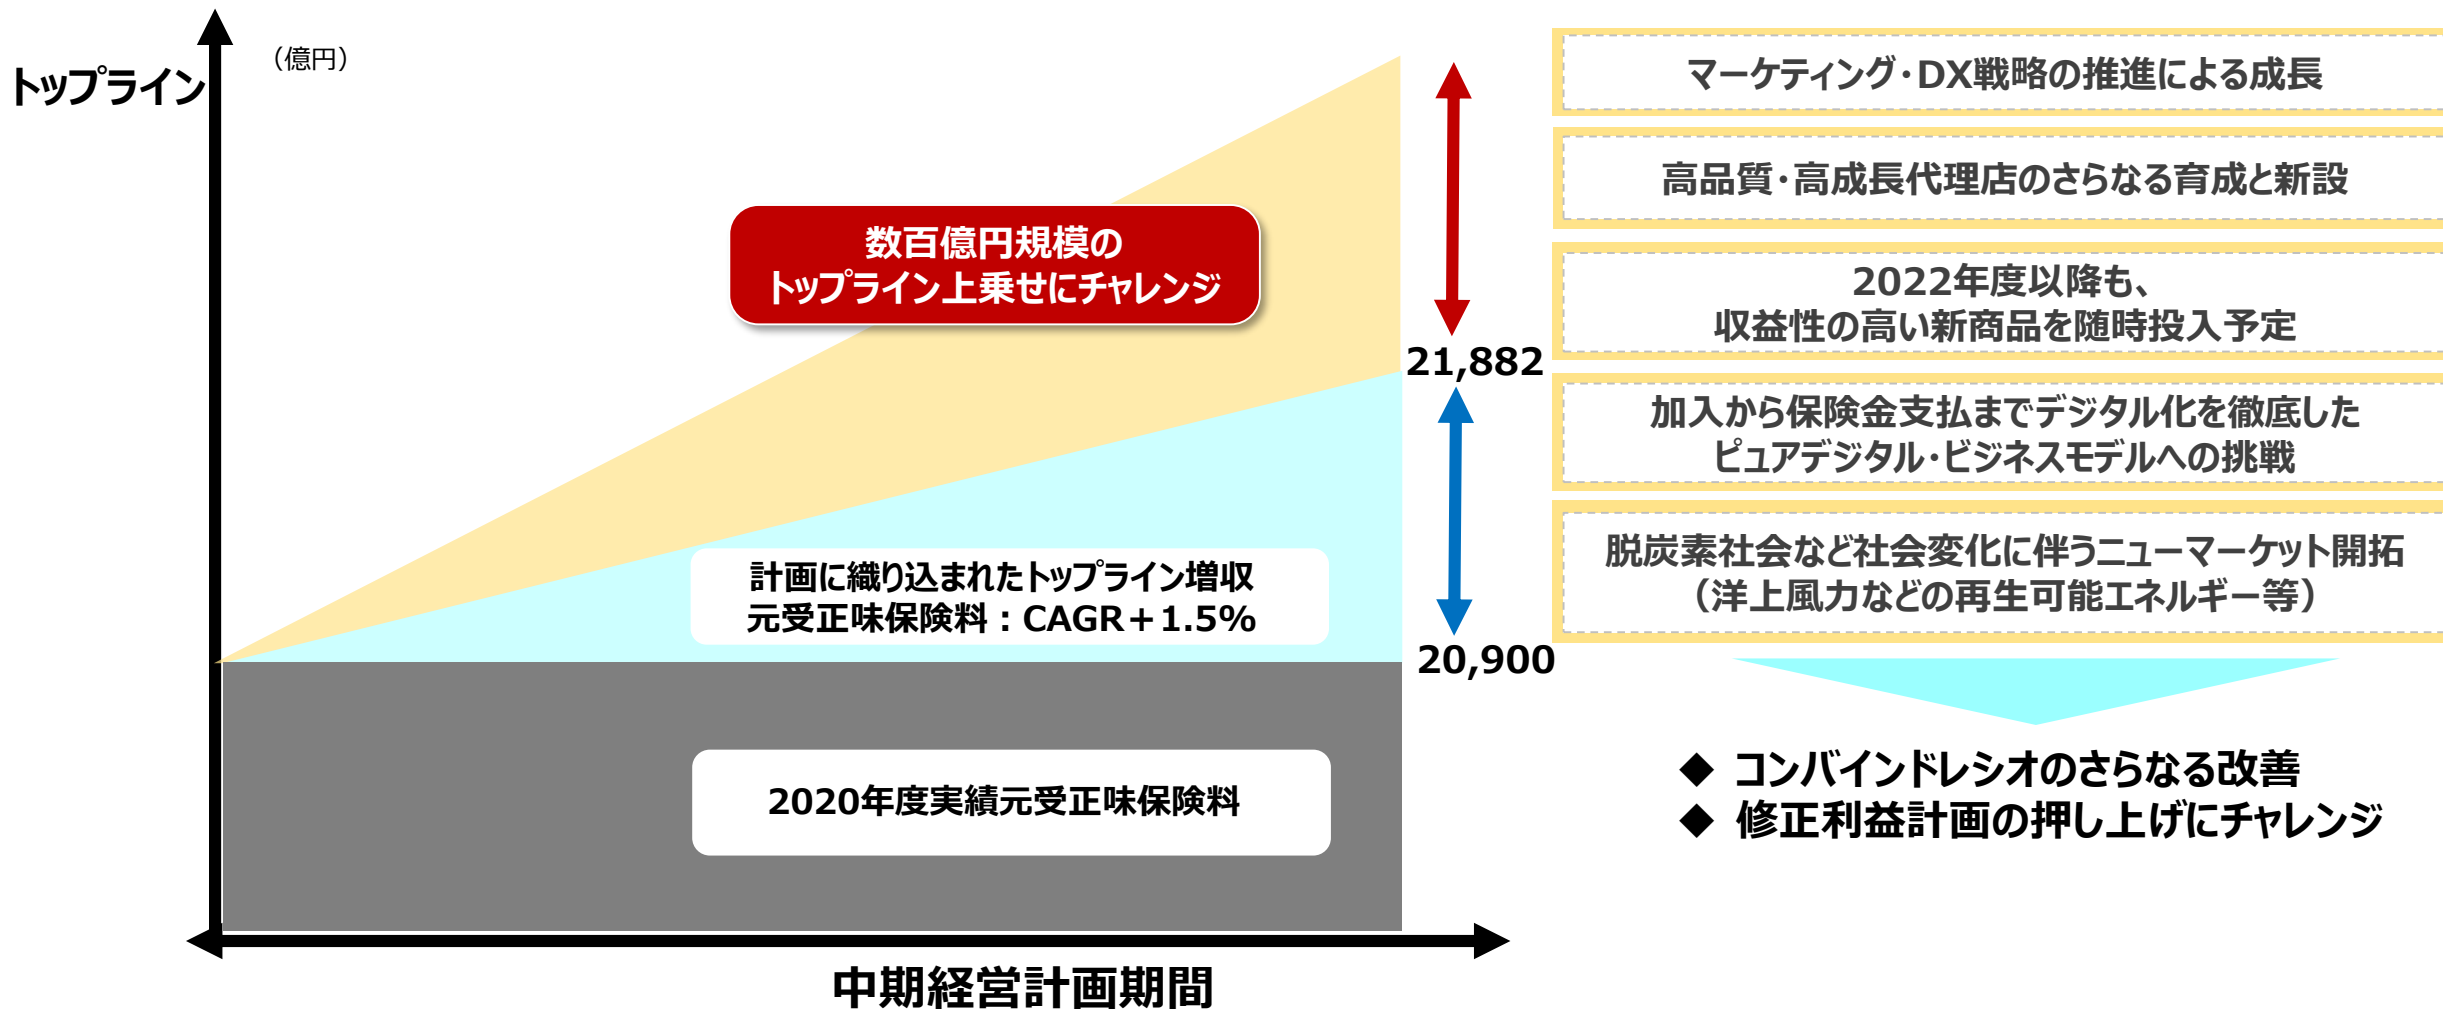 トップライン
（億円）
数百億円規模の
トップライン上乗せにチャレンジ
計画に織り込まれたトップライン増収
元受正味保険料：CAGR＋1.5%
2020年度実績元受正味保険料
中期経営計画期間
21,882
20,900
マーケティング・DX戦略の推進による成長
高品質・高成長代理店のさらなる育成と新設
2022年度以降も、
収益性の高い新商品を随時投入予定
加入から保険金支払までデジタル化を徹底した
ピュアデジタル・ビジネスモデルへの挑戦
脱炭素社会など社会変化に伴うニューマーケット開拓
（洋上風力などの再生可能エネルギー等）
◆ コンバインドレシオのさらなる改善
◆ 修正利益計画の押し上げにチャレンジ